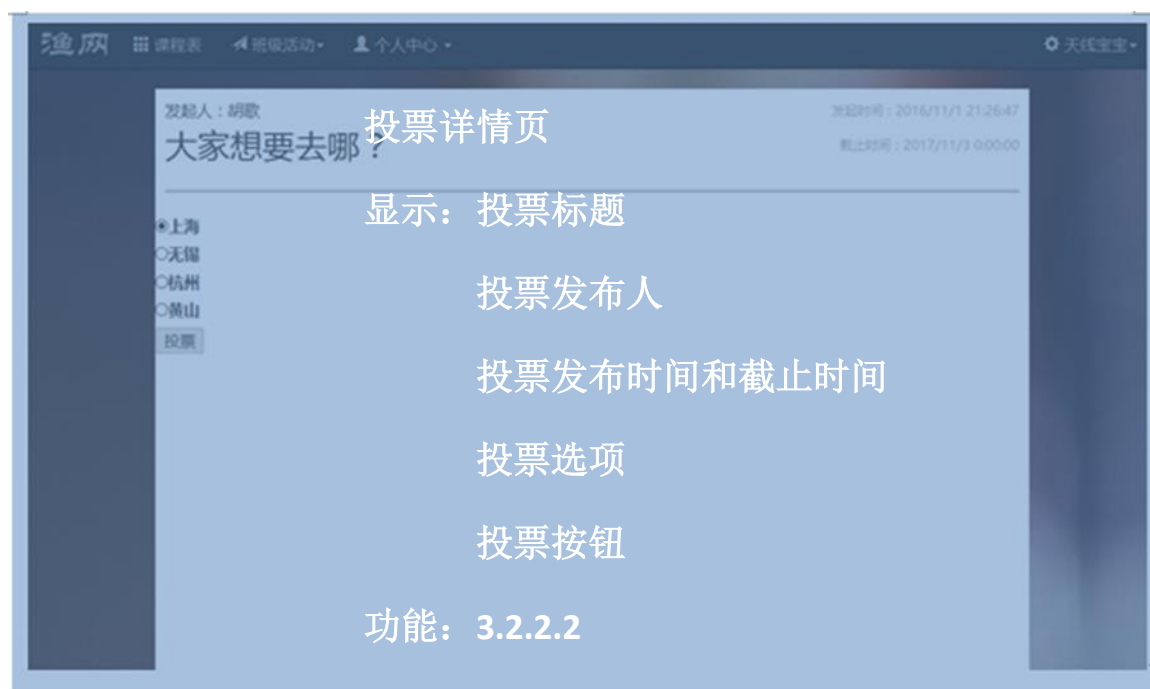 渔网 课程表 班级活动 个人中心 天线宝宝
发起人：胡歌
发起时间：2016/11/1 21:26:47
大家想要去哪？
截止时间：2017/11/3 0:00:00
上海
无锡
杭州
黄山
投票
投票详情页
显示：投票标题
投票发布人
投票发布时间和截止时间
投票选项
投票按钮
功能：3.2.2.2